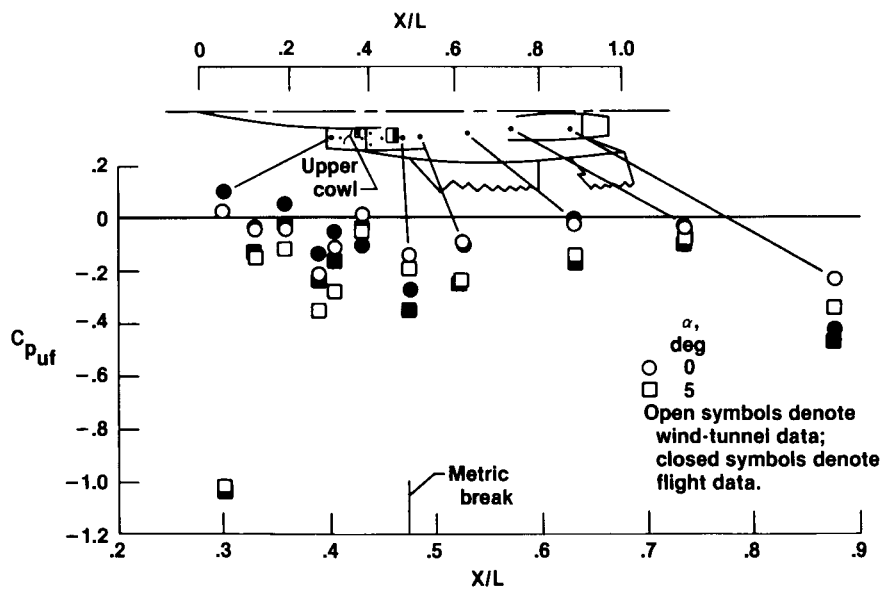 X/L
0 .2 .4 .6 .8 1.0
Upper
cowl
.2
0
-.2
-.4
-.6
-.8
-1.0
-1.2
C
p
uf
α,
deg
0
5
Open symbols denote
wind-tunnel data;
closed symbols denote
flight data.
Metric
break
.2 .3 .4 .5 .6 .7 .8 .9
X/L